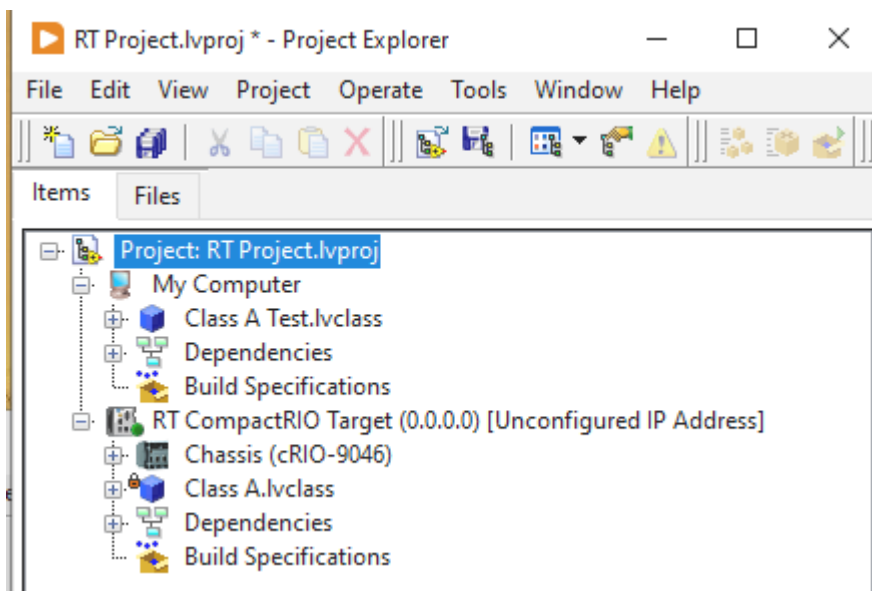 RT Project.lvproj * - Project Explorer
File Edit View Project Operate Tools Window Help
Items Files
Project: RT Project.lvproj
My Computer
Class A Test.lvclass
Dependencies
Build Specifications
RT CompactRIO Target (0.0.0.0) [Unconfigured IP Address]
Chassis (cRIO-9046)
Class A.lvclass
Dependencies
Build Specifications